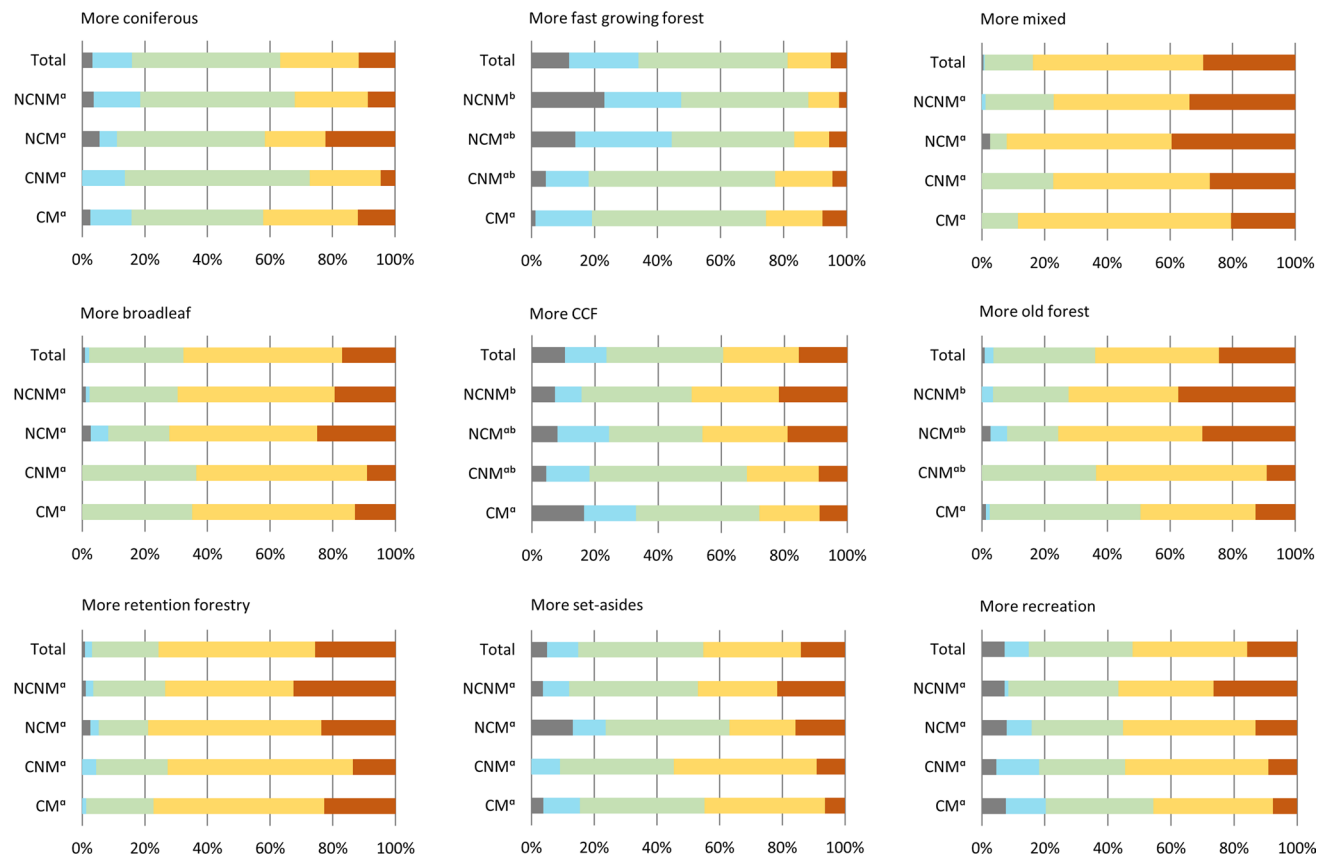 More coniferous
Total
NCNMᵃ
NCMᵃ
CNMᵃ
CMᵃ
0% 20% 40% 60% 80% 100%
More fast growing forest
Total
NCNMᵇ
NCMᵃᵇ
CNMᵃᵇ
CMᵃ
0% 20% 40% 60% 80% 100%
More mixed
Total
NCNMᵃ
NCMᵃ
CNMᵃ
CMᵃ
0% 20% 40% 60% 80% 100%
More broadleaf
Total
NCNMᵃ
NCMᵃ
CNMᵃ
CMᵃ
0% 20% 40% 60% 80% 100%
More CCF
Total
NCNMᵇ
NCMᵃᵇ
CNMᵃᵇ
CMᵃ
0% 20% 40% 60% 80% 100%
More old forest
Total
NCNMᵇ
NCMᵃᵇ
CNMᵃᵇ
CMᵃ
0% 20% 40% 60% 80% 100%
More retention forestry
Total
NCNMᵃ
NCMᵃ
CNMᵃ
CMᵃ
0% 20% 40% 60% 80% 100%
More set-asides
Total
NCNMᵃ
NCMᵃ
CNMᵃ
CMᵃ
0% 20% 40% 60% 80% 100%
More recreation
Total
NCNMᵃ
NCMᵃ
CNMᵃ
CMᵃ
0% 20% 40% 60% 80% 100%